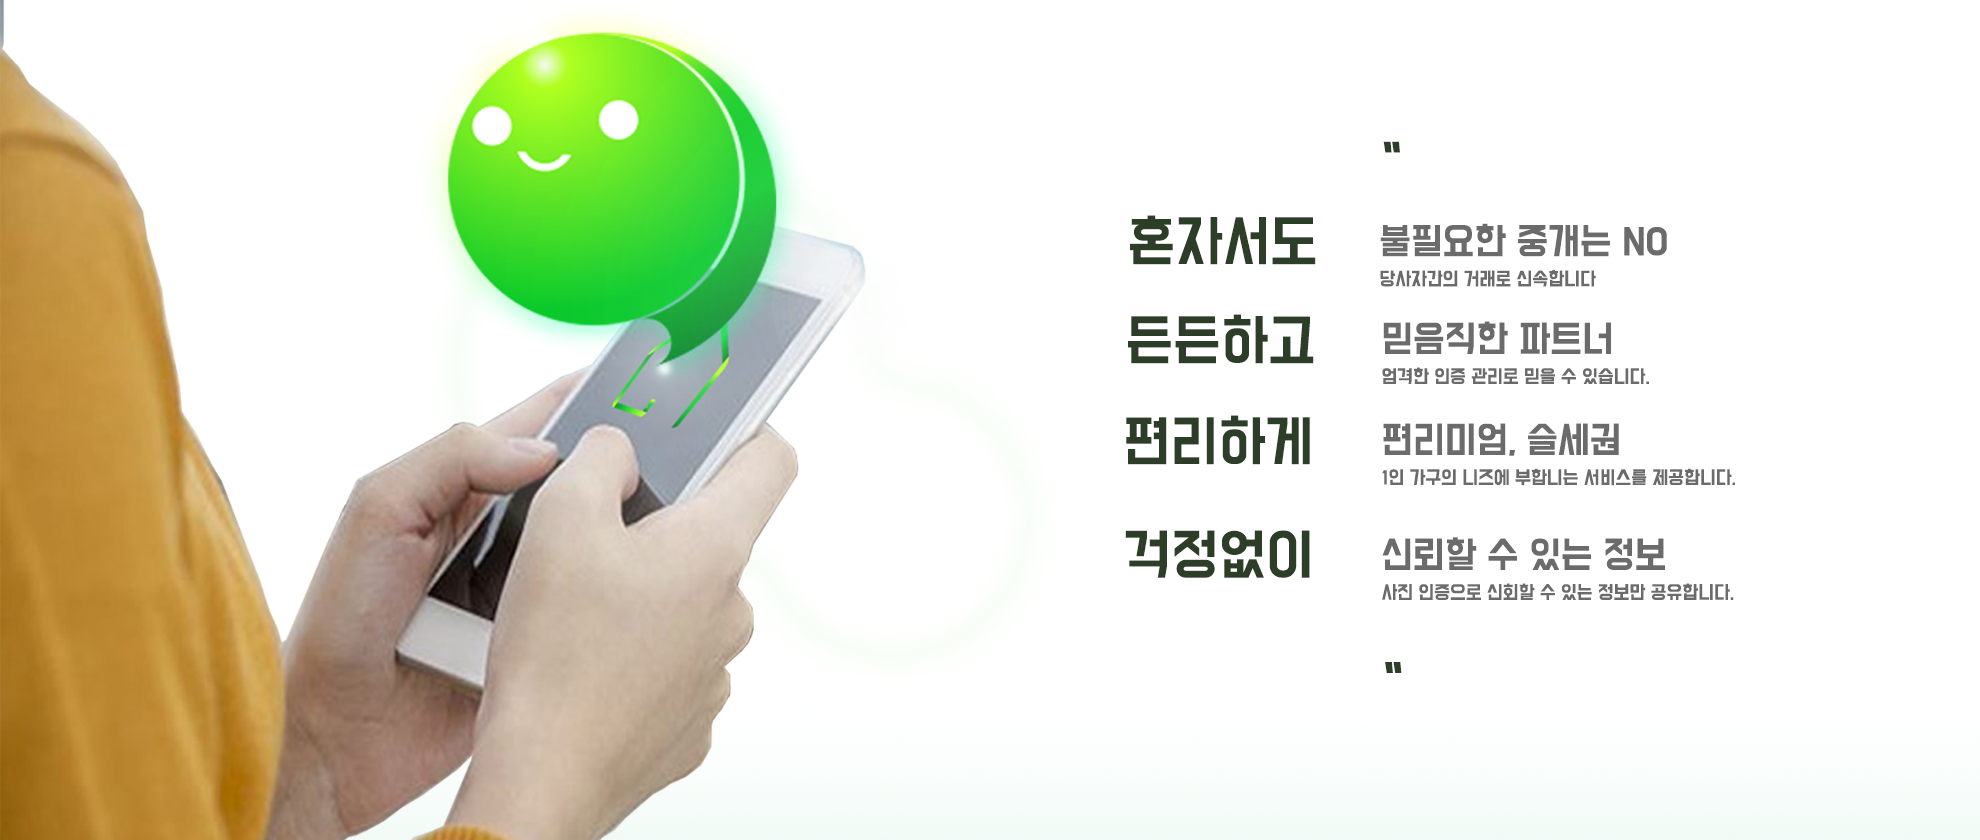 "
혼자서도
불필요한 중개는 NO
당사자간의 거래로 신속합니다
든든하고
믿음직한 파트너
엄격한 인증 관리로 믿을 수 있습니다.
편리하게
편리미엄, 슬세권
1인 가구의 니즈에 부합니는 서비스를 제공합니다.
걱정없이
신뢰할 수 있는 정보
사진 인증으로 신회할 수 있는 정보만 공유합니다.
"